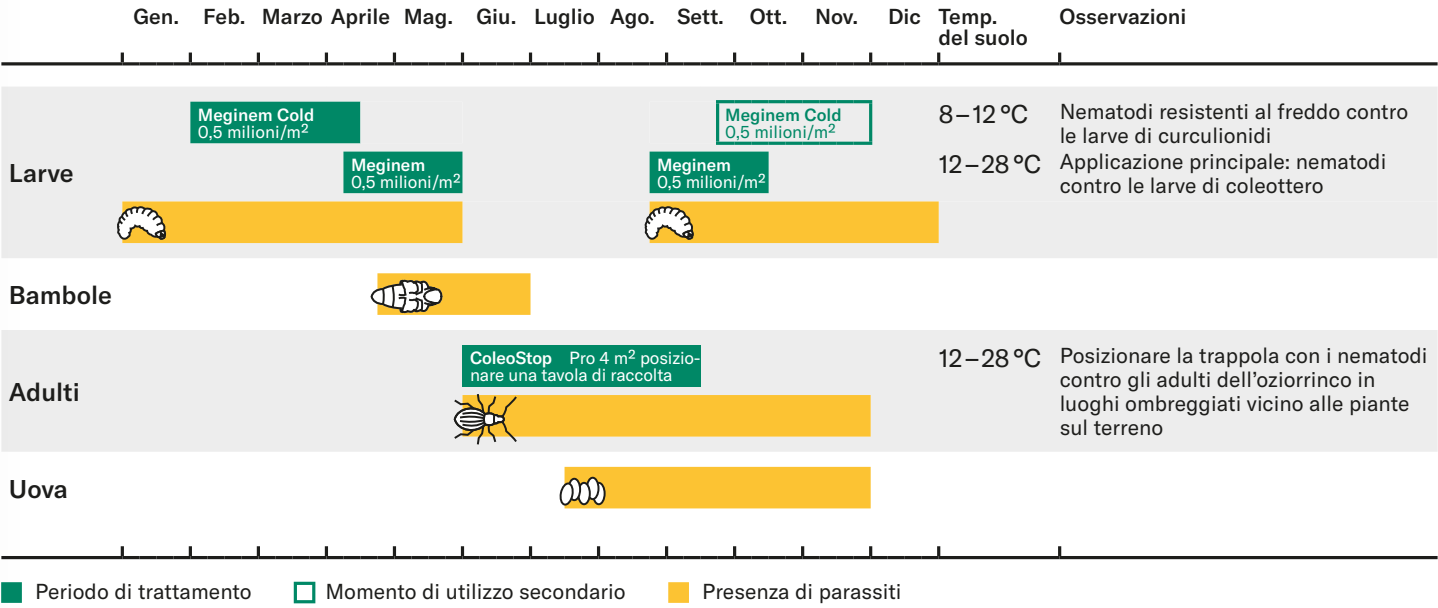 Gen. Feb. Marzo Aprile Mag. Giu. Luglio Ago. Sett. Ott. Nov. Dic Temp. Osservazioni
del suolo
Meginem Cold
0,5 milioni/m²
Meginem Cold
0,5 milioni/m²
8–12 °C
Nematodi resistenti al freddo contro
le larve di curculionidi
Larve
Meginem
0,5 milioni/m²
Meginem
0,5 milioni/m²
12–28 °C
Applicazione principale: nematodi
contro le larve di coleottero
Bambole
Adulti
ColeoStop Pro 4 m² posizio-
nare una tavola di raccolta
12–28 °C
Posizionare la trappola con i nematodi
contro gli adulti dell’oziorrinco in
luoghi ombreggiati vicino alle piante
sul terreno
Uova
Periodo di trattamento Momento di utilizzo secondario Presenza di parassiti